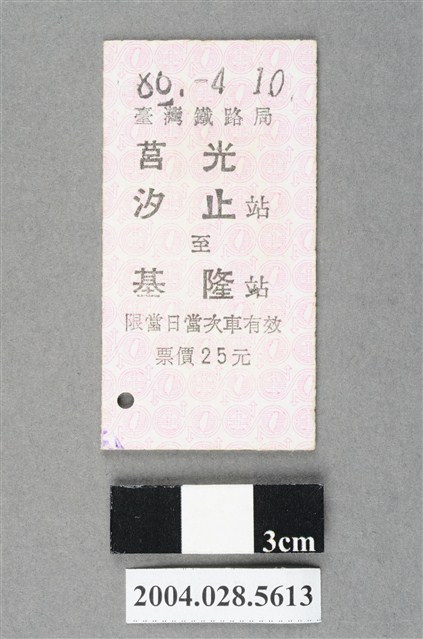 80.-4.10
臺灣鐵路局
莒光
汐止站
至
基隆站
限當日當次車有效
票價25元
3cm
2004.028.5613